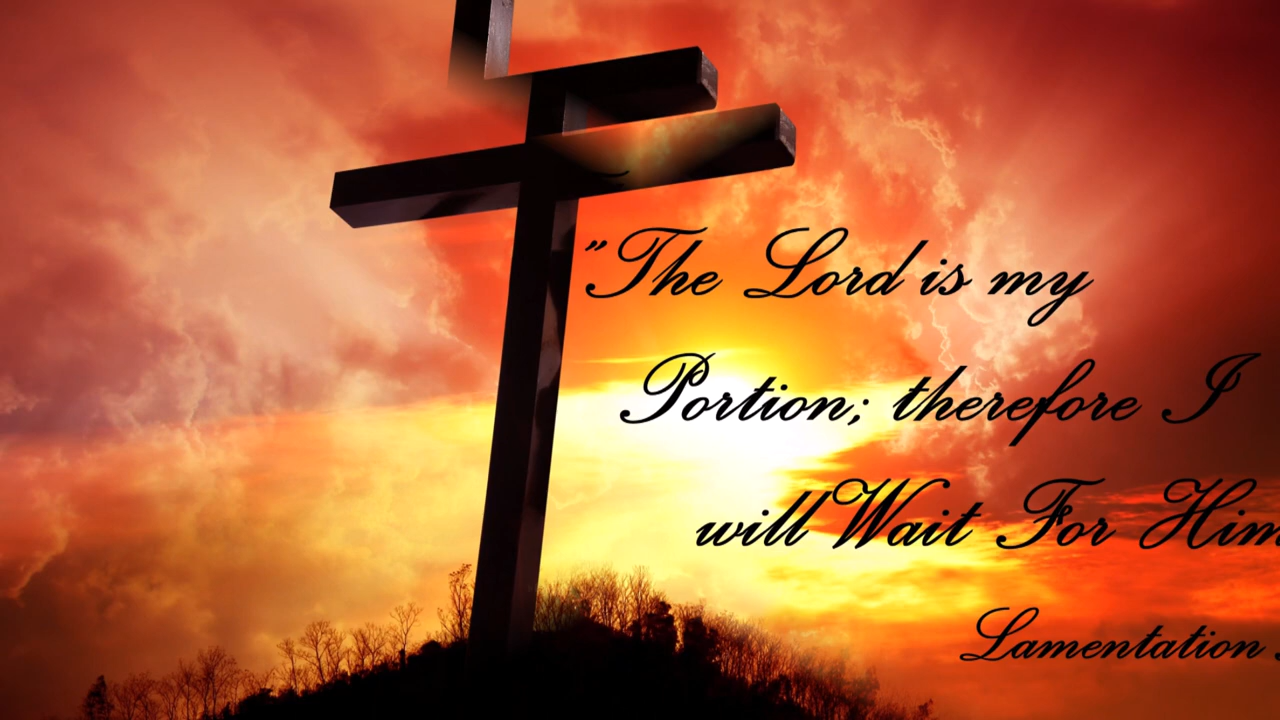 "The Lord is my
Portion; therefore I
will Wait For Him
Lamentation